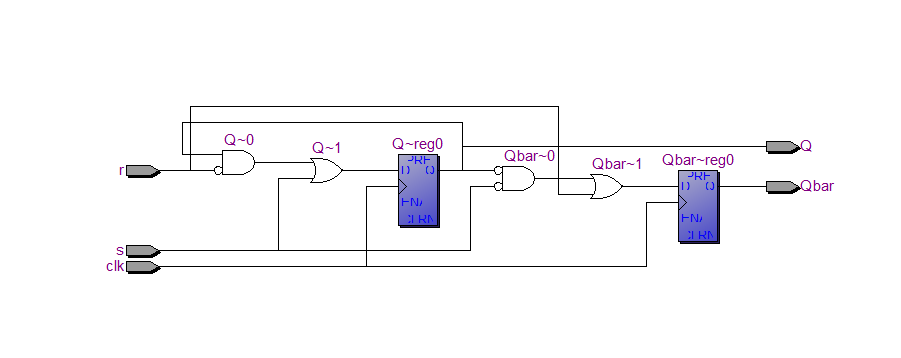 Q~0
Q~1
Q~reg0
PRE
D Q
ENA
CLRN
Qbar~0
Qbar~1
Qbar~reg0
PRE
D Q
ENA
CLRN
Q
Qbar
r
s
clk